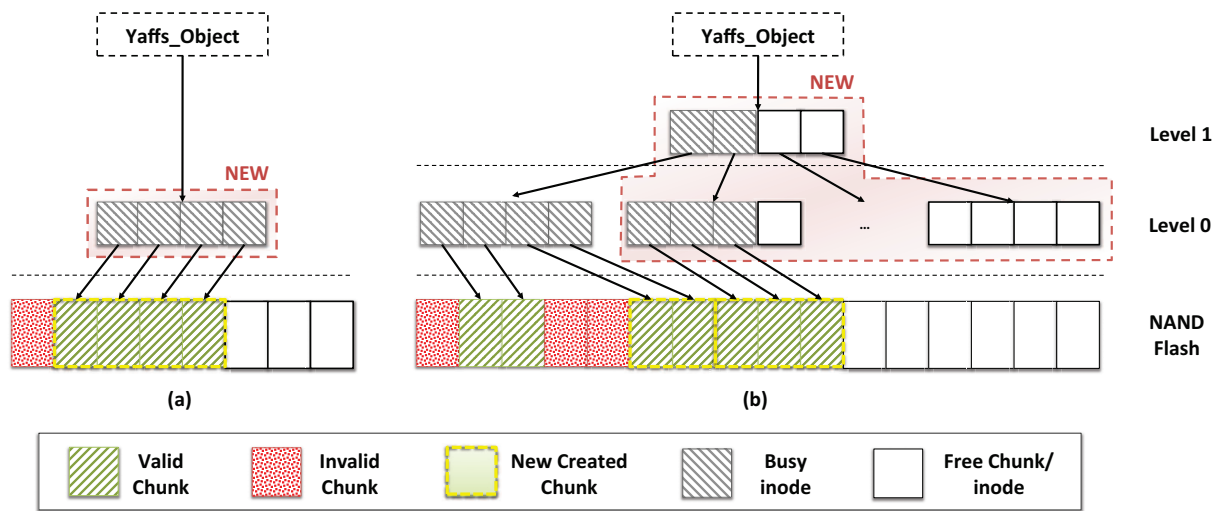 Yaffs_Object
NEW
(a)
Yaffs_Object
NEW
Level 1
...
Level 0
NAND
Flash
(b)
Valid
Chunk
Invalid
Chunk
New Created
Chunk
Busy
inode
Free Chunk/
inode